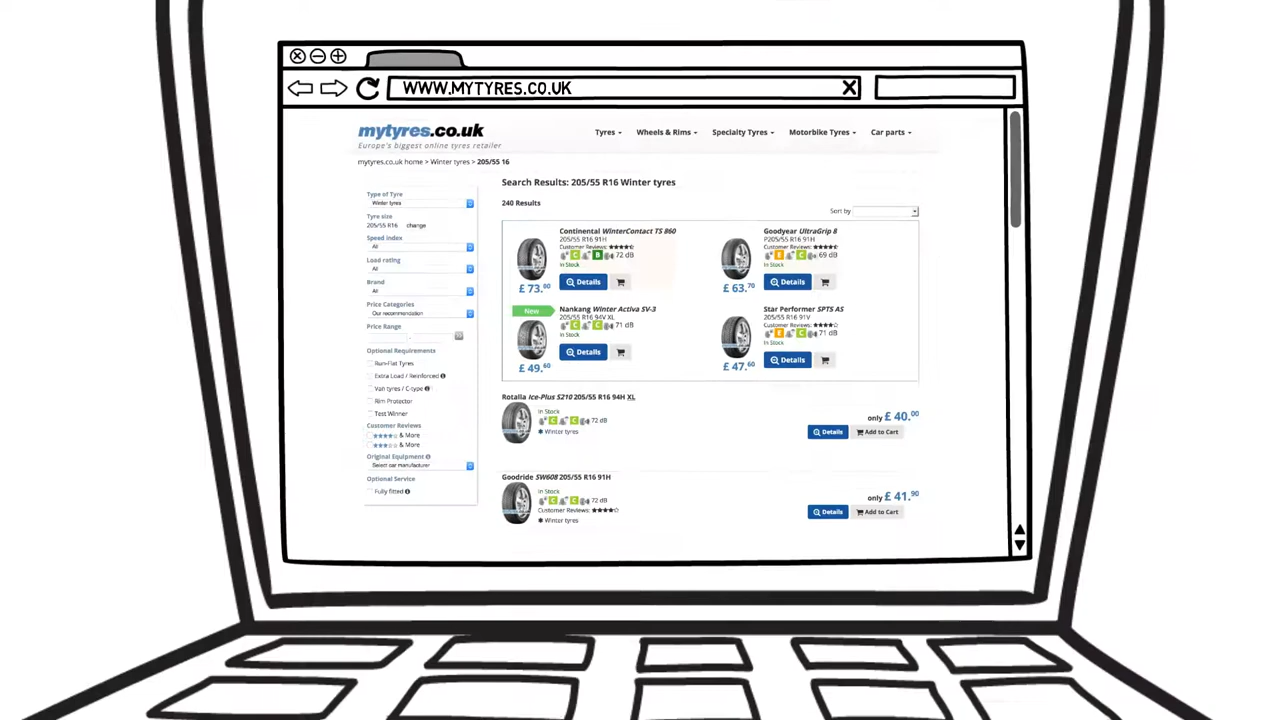 WWW.MYTYRES.CO.UK
mytyres.co.uk
Europe's biggest online tyres retailer
Tyres
Wheels & Rims
Specialty Tyres
Motorbike Tyres
Car parts
mytyres.co.uk home > Winter tyres > 205/55 16
Type of Tyre
Winter tyres
Tyre size
205/55 R16 change
Speed index
All
Load rating
All
Brand
All
Price Categories
Our recommendation
Price Range
Optional Requirements
Run-Flat Tyres
Extra Load / Reinforced
Van tyres / C-type
Rim Protector
Test Winner
Customer Reviews
& More
& More
Original Equipment
Select car manufacturer
Optional Service
Fully fitted
Search Results: 205/55 R16 Winter tyres
240 Results
Sort by
Continental WinterContact TS 860
205/55 R16 91H
Customer Reviews:
C B 72 dB
In Stock
£ 73.00
Details
Goodyear UltraGrip 8
P205/55 R16 91H
Customer Reviews:
E C 69 dB
In Stock
£ 63.70
Details
New
Nankang Winter Activa SV-3
205/55 R16 94V XL
C C 71 dB
In Stock
£ 49.60
Details
Star Performer SPTS AS
205/55 R16 91V
Customer Reviews:
E C 71 dB
In Stock
£ 47.60
Details
Rotalla Ice-Plus S210 205/55 R16 94H XL
In Stock
C C 72 dB
Winter tyres
only £ 40.00
Details
Add to Cart
Goodride SW608 205/55 R16 91H
In Stock
C C 72 dB
Customer Reviews:
Winter tyres
only £ 41.90
Details
Add to Cart